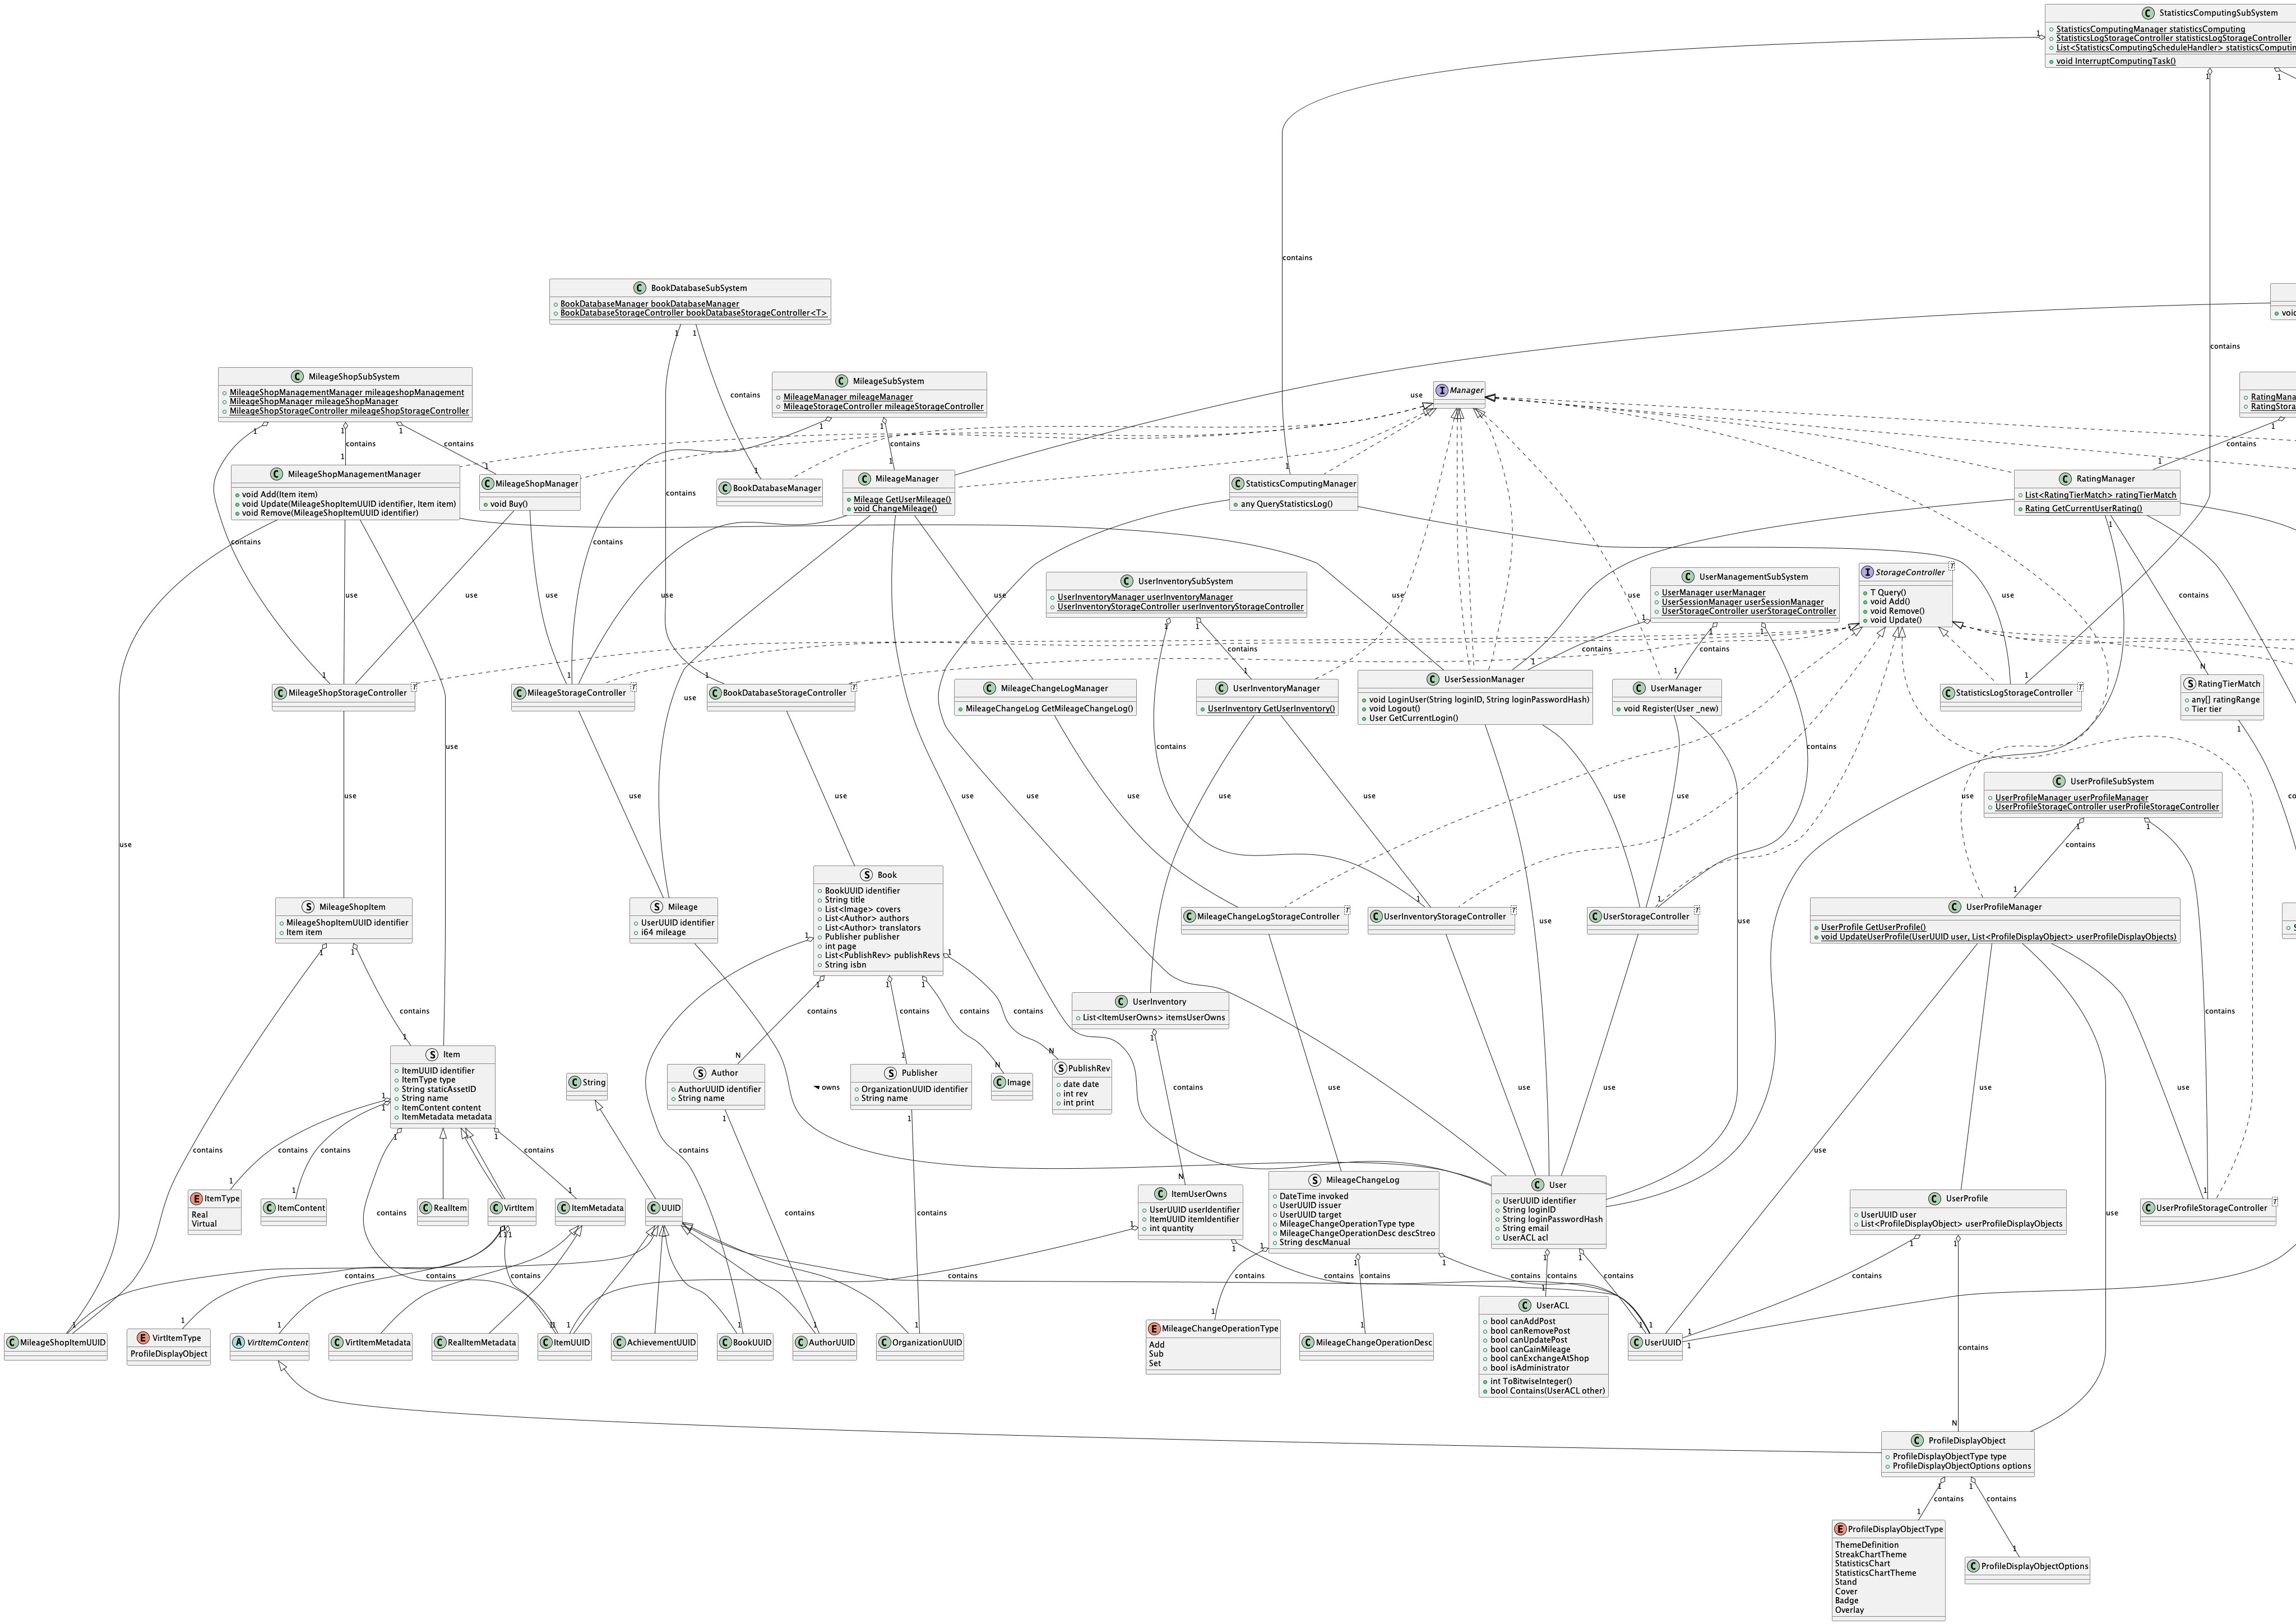 StatisticsComputingSubSystem
StatisticsComputingManager statisticsComputing
StatisticsLogStorageController statisticsLogStorageController
List<StatisticsComputingScheduleHandler> statisticsComputin
void InterruptComputingTask()
BookDatabaseSubSystem
BookDatabaseManager bookDatabaseManager
BookDatabaseStorageController bookDatabaseStorageController<T>
void
MileageShopSubSystem
MileageShopManagementManager mileageshopManagement
MileageShopManager mileageShopManager
MileageShopStorageController mileageShopStorageController
MileageSubSystem
MileageManager mileageManager
MileageStorageController mileageStorageController
Manager
RatingMana
RatingStora
MileageShopManagementManager
void Add(Item item)
void Update(MileageShopItemUUID identifier, Item item)
void Remove(MileageShopItemUUID identifier)
MileageShopManager
void Buy()
BookDatabaseManager
MileageManager
Mileage GetUserMileage()
void ChangeMileage()
StatisticsComputingManager
any QueryStatisticsLog()
RatingManager
List<RatingTierMatch> ratingTierMatch
Rating GetCurrentUserRating()
UserInventorySubSystem
UserInventoryManager userInventoryManager
UserInventoryStorageController userInventoryStorageController
UserManagementSubSystem
UserManager userManager
UserSessionManager userSessionManager
UserStorageController userStorageController
StorageController T
T Query()
void Add()
void Remove()
void Update()
MileageShopStorageController T
MileageStorageController T
BookDatabaseStorageController T
MileageChangeLogManager
MileageChangeLog GetMileageChangeLog()
UserInventoryManager
UserInventory GetUserInventory()
UserSessionManager
void LoginUser(String loginID, String loginPasswordHash)
void Logout()
User GetCurrentLogin()
UserManager
void Register(User _new)
StatisticsLogStorageController T
RatingTierMatch
any[] ratingRange
Tier tier
UserProfileSubSystem
UserProfileManager userProfileManager
UserProfileStorageController userProfileStorageController
MileageShopItem
MileageShopItemUUID identifier
Item item
Mileage
UserUUID identifier
i64 mileage
Book
BookUUID identifier
String title
List<Image> covers
List<Author> authors
List<Author> translators
Publisher publisher
int page
List<PublishRev> publishRevs
String isbn
MileageChangeLogStorageController T
UserInventoryStorageController T
UserStorageController T
UserProfileManager
UserProfile GetUserProfile()
void UpdateUserProfile(UserUUID user, List<ProfileDisplayObject> userProfileDisplayObjects)
UserInventory
List<ItemUserOwns> itemsUserOwns
Item
ItemUUID identifier
ItemType type
String staticAssetID
String name
ItemContent content
ItemMetadata metadata
String
Author
AuthorUUID identifier
String name
Publisher
OrganizationUUID identifier
String name
Image
PublishRev
date date
int rev
int print
owns
ItemType
Real
Virtual
ItemContent
RealItem
VirtItem
ItemMetadata
UUID
ItemUserOwns
UserUUID userIdentifier
ItemUUID itemIdentifier
int quantity
MileageChangeLog
DateTime invoked
UserUUID issuer
UserUUID target
MileageChangeOperationType type
MileageChangeOperationDesc descStreo
String descManual
User
UserUUID identifier
String loginID
String loginPasswordHash
String email
UserACL acl
UserProfile
UserUUID user
List<ProfileDisplayObject> userProfileDisplayObjects
UserProfileStorageController T
MileageShopItemUUID
VirtItemType
ProfileDisplayObject
VirtItemContent
VirtItemMetadata
RealItemMetadata
ItemUUID
AchievementUUID
BookUUID
AuthorUUID
OrganizationUUID
MileageChangeOperationType
Add
Sub
Set
MileageChangeOperationDesc
UserACL
bool canAddPost
bool canRemovePost
bool canUpdatePost
bool canGainMileage
bool canExchangeAtShop
bool isAdministrator
int ToBitwiseInteger()
bool Contains(UserACL other)
UserUUID
ProfileDisplayObject
ProfileDisplayObjectType type
ProfileDisplayObjectOptions options
contains
contains
ProfileDisplayObjectType
ThemeDefinition
StreakChartTheme
StatisticsChart
StatisticsChartTheme
Stand
Cover
Badge
Overlay
ProfileDisplayObjectOptions